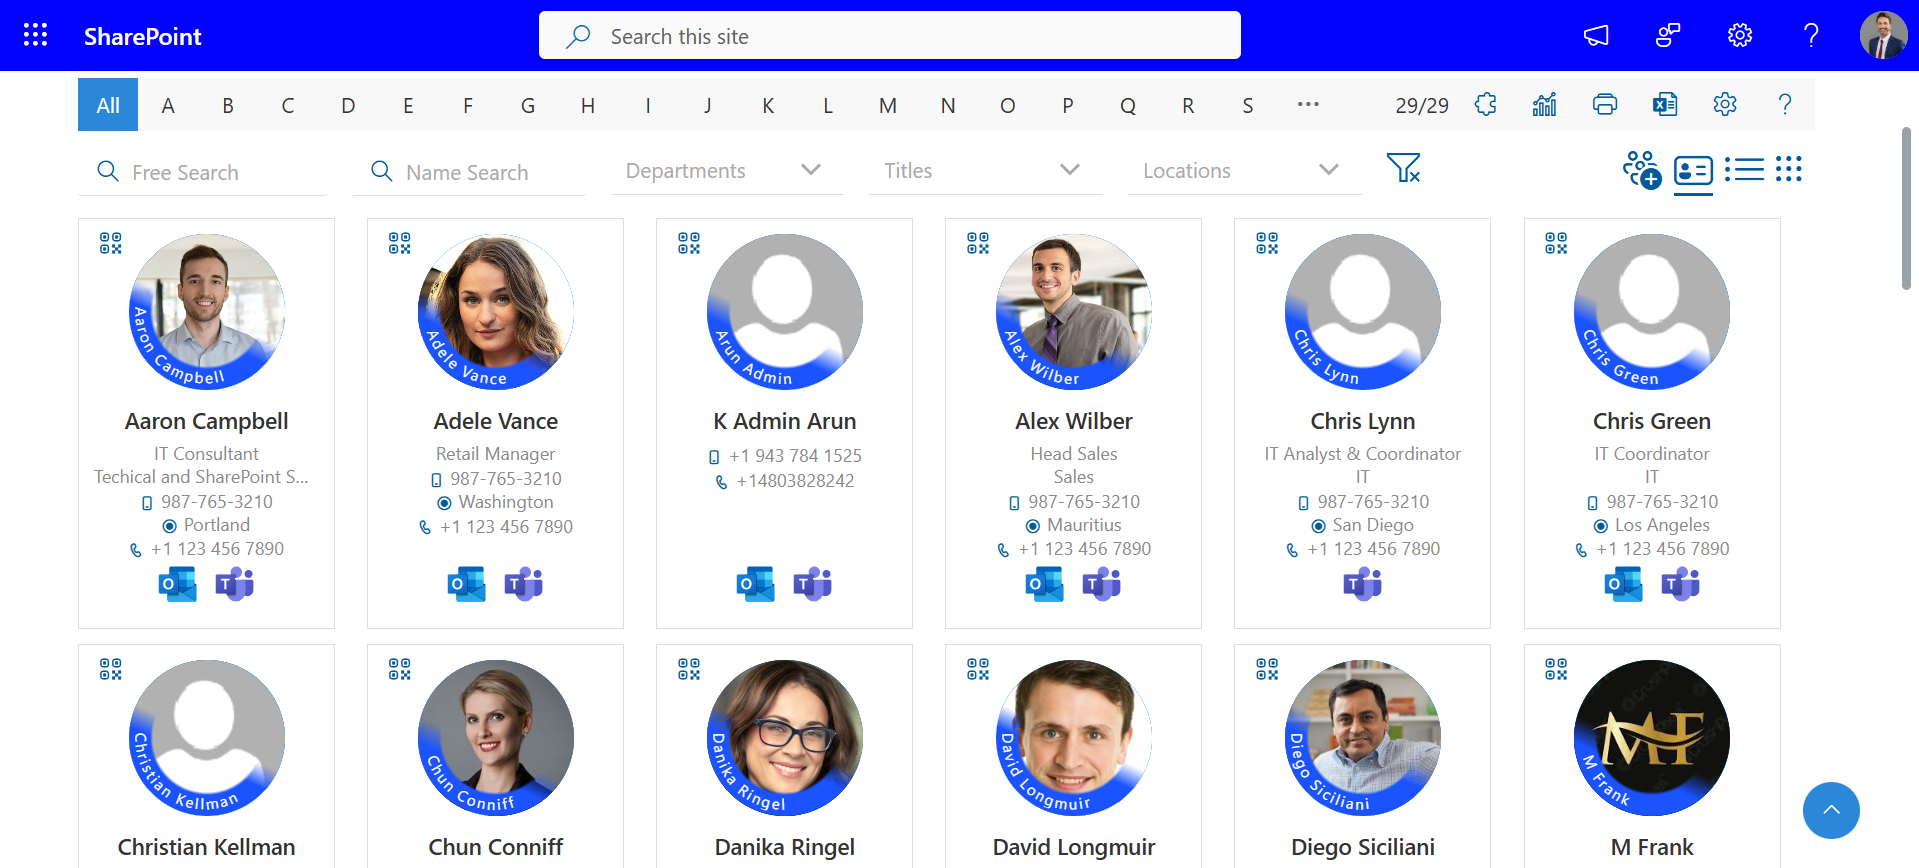 SharePoint
Search this site
All A B C D E F G H I J K L M N O P Q R S ··· 29/29 ?
Free Search Name Search Departments Titles Locations
Aaron Campbell
Adele Vance
Arun Admin
Alex Wilber
Chris Lynn
Chris Green
Aaron Campbell
IT Consultant
Techical and SharePoint S...
987-765-3210
Portland
+1 123 456 7890
Adele Vance
Retail Manager
987-765-3210
Washington
+1 123 456 7890
K Admin Arun
+1 943 784 1525
+14803828242
Alex Wilber
Head Sales
Sales
987-765-3210
Mauritius
+1 123 456 7890
Chris Lynn
IT Analyst & Coordinator
IT
987-765-3210
San Diego
+1 123 456 7890
Chris Green
IT Coordinator
IT
987-765-3210
Los Angeles
+1 123 456 7890
Christian Kellman
Chun Conniff
Danika Ringel
David Longmuir
Diego Siciliani
MF
M Frank
Christian Kellman
Chun Conniff
Danika Ringel
David Longmuir
Diego Siciliani
M Frank